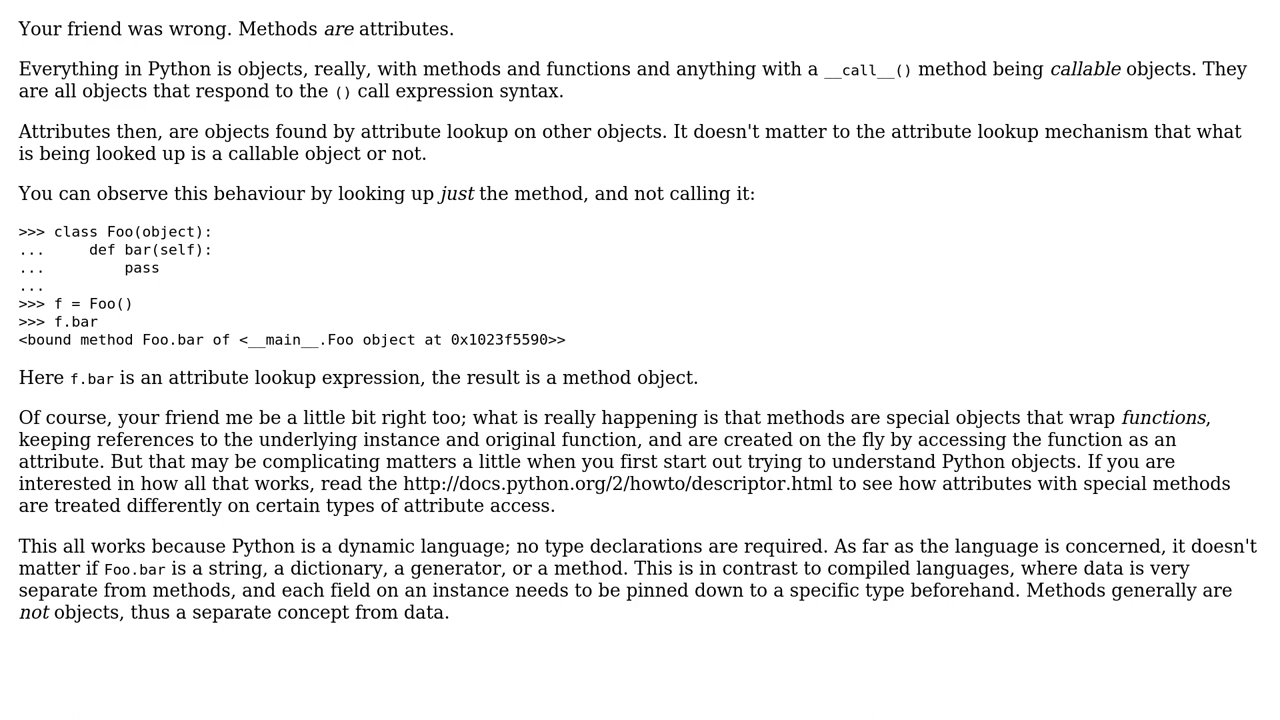 Your friend was wrong. Methods are attributes.
Everything in Python is objects, really, with methods and functions and anything with a __call__() method being callable objects. They
are all objects that respond to the () call expression syntax.
Attributes then, are objects found by attribute lookup on other objects. It doesn't matter to the attribute lookup mechanism that what
is being looked up is a callable object or not.
You can observe this behaviour by looking up just the method, and not calling it:
>>> class Foo(object):
...     def bar(self):
...         pass
...
>>> f = Foo()
>>> f.bar
<bound method Foo.bar of <__main__.Foo object at 0x1023f5590>>
Here f.bar is an attribute lookup expression, the result is a method object.
Of course, your friend me be a little bit right too; what is really happening is that methods are special objects that wrap functions,
keeping references to the underlying instance and original function, and are created on the fly by accessing the function as an
attribute. But that may be complicating matters a little when you first start out trying to understand Python objects. If you are
interested in how all that works, read the http://docs.python.org/2/howto/descriptor.html to see how attributes with special methods
are treated differently on certain types of attribute access.
This all works because Python is a dynamic language; no type declarations are required. As far as the language is concerned, it doesn't
matter if Foo.bar is a string, a dictionary, a generator, or a method. This is in contrast to compiled languages, where data is very
separate from methods, and each field on an instance needs to be pinned down to a specific type beforehand. Methods generally are
not objects, thus a separate concept from data.